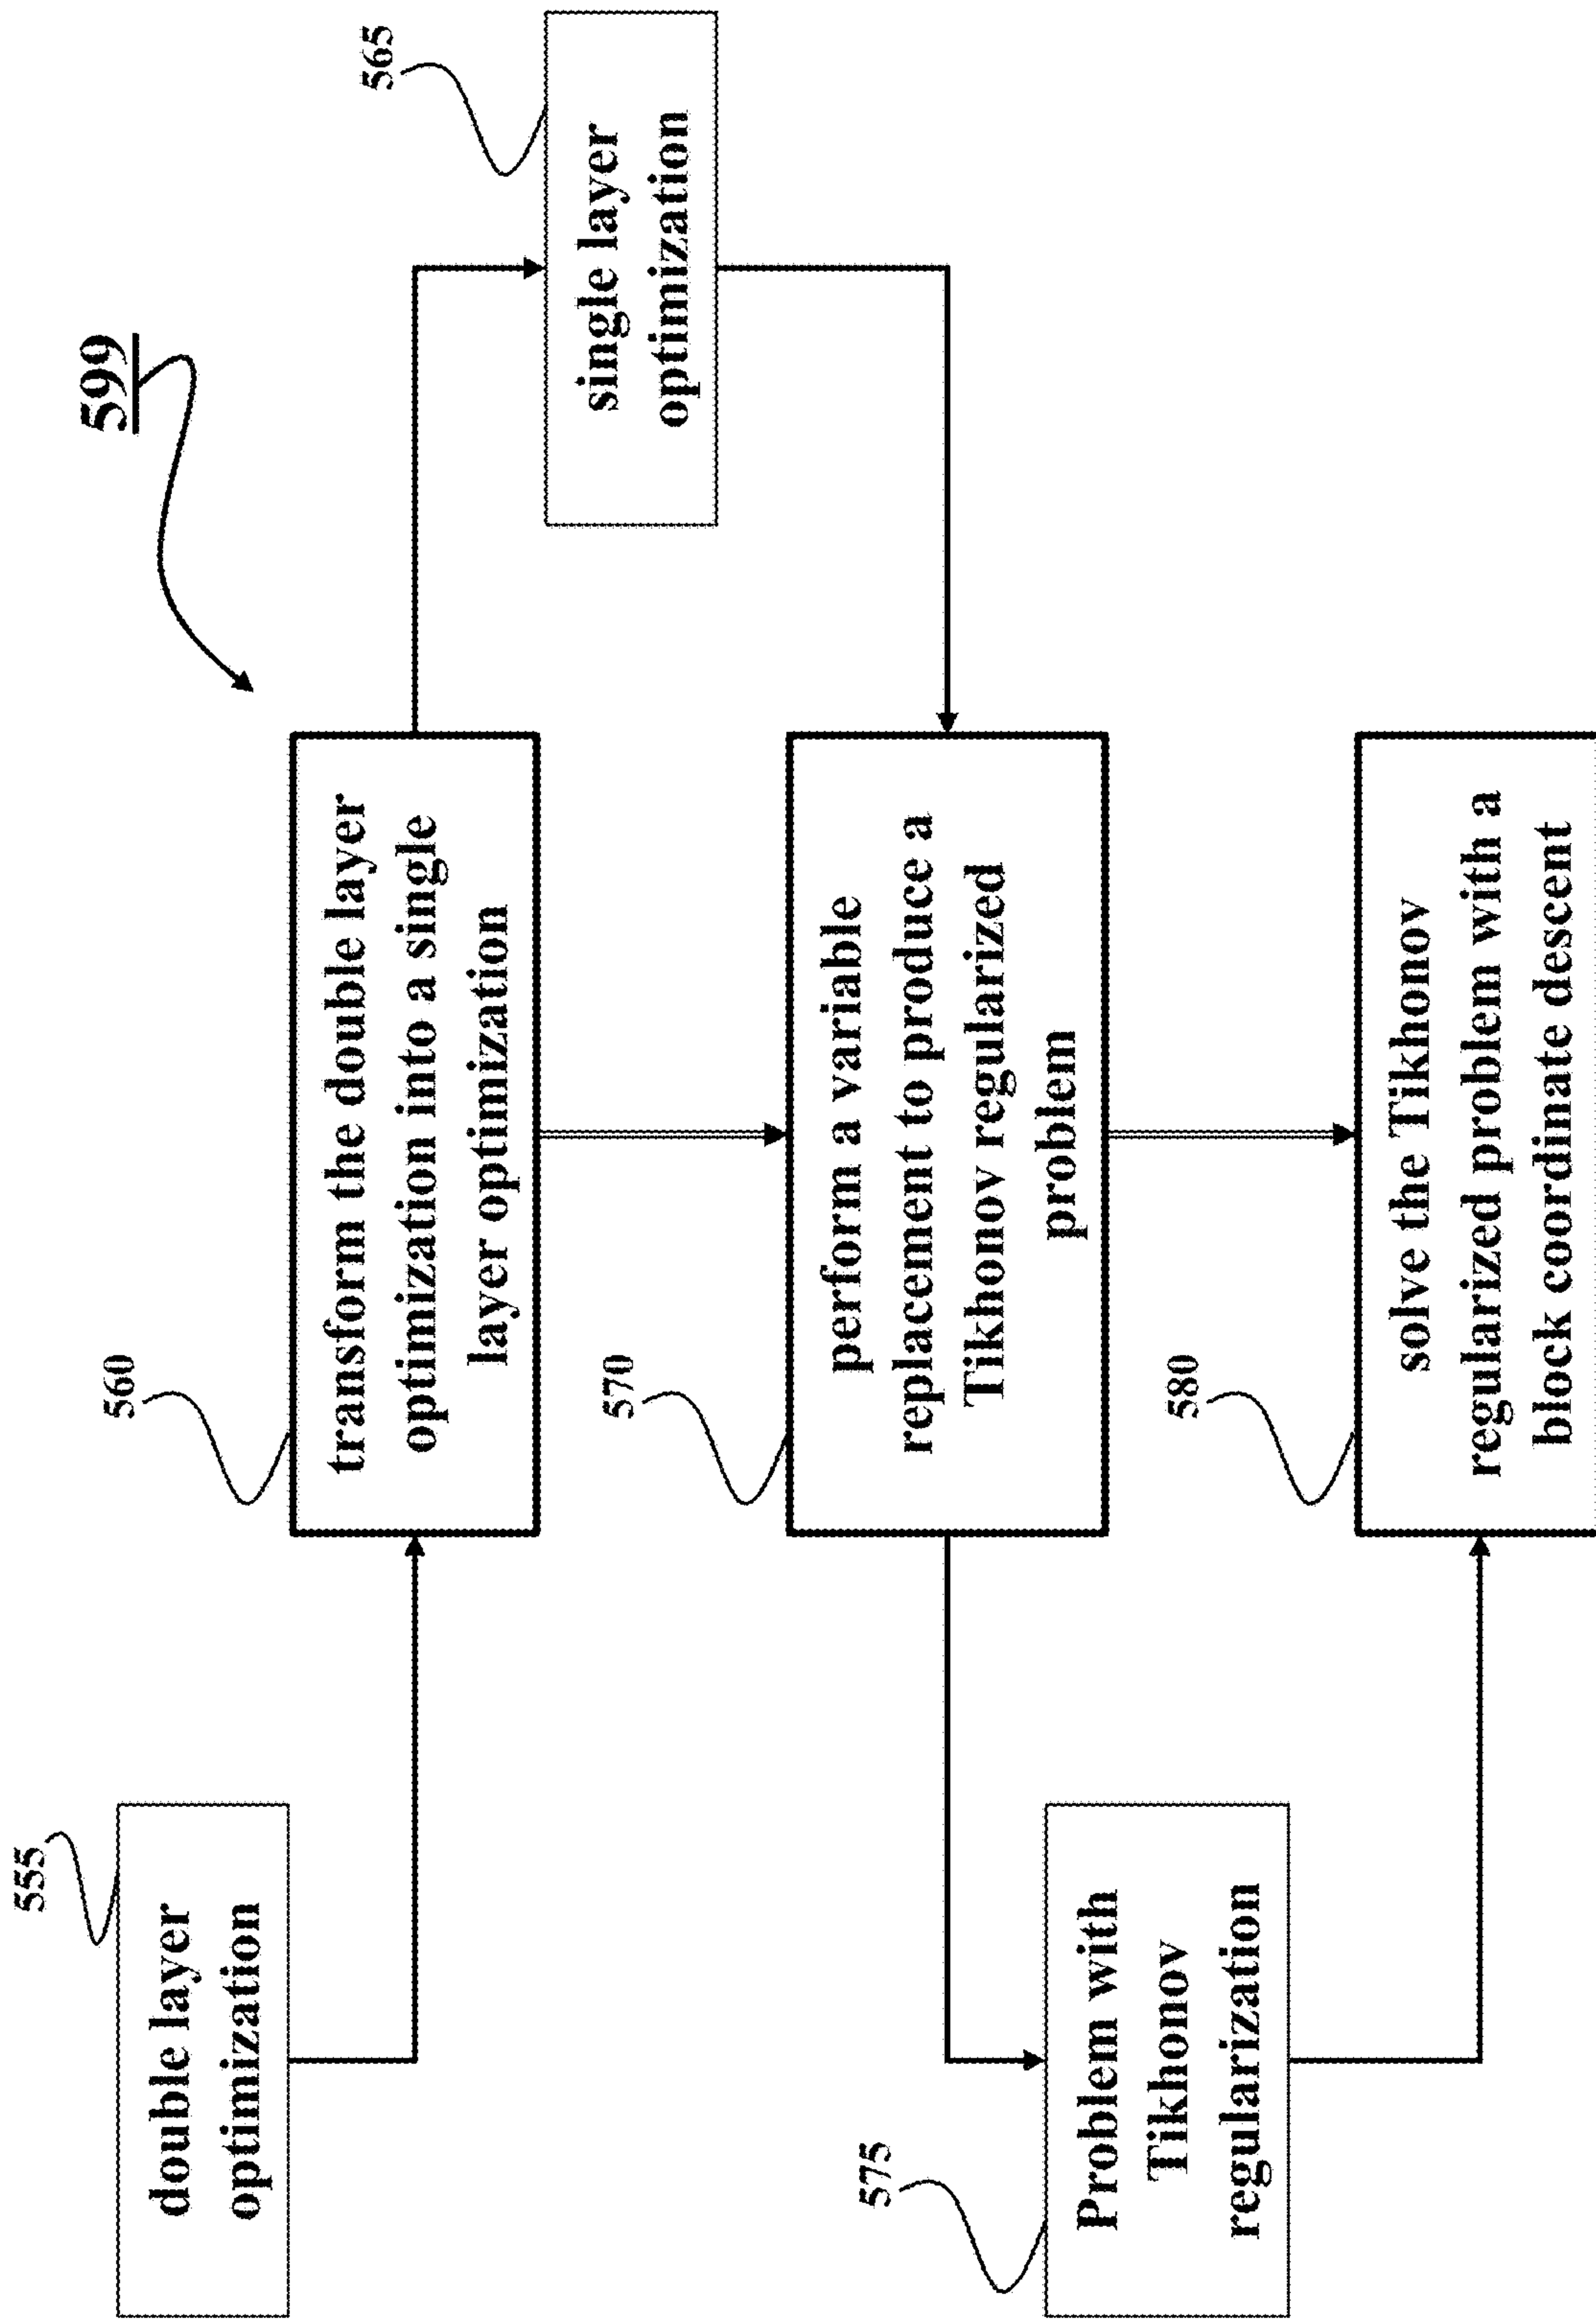 599
555
double layer
optimization
560
transform the double layer
optimization into a single
layer optimization
565
single layer
optimization
570
perform a variable
replacement to produce a
Tikhonov regularized
problem
575
Problem with
Tikhonov
regularization
580
solve the Tikhonov
regularized problem with a
block coordinate descent